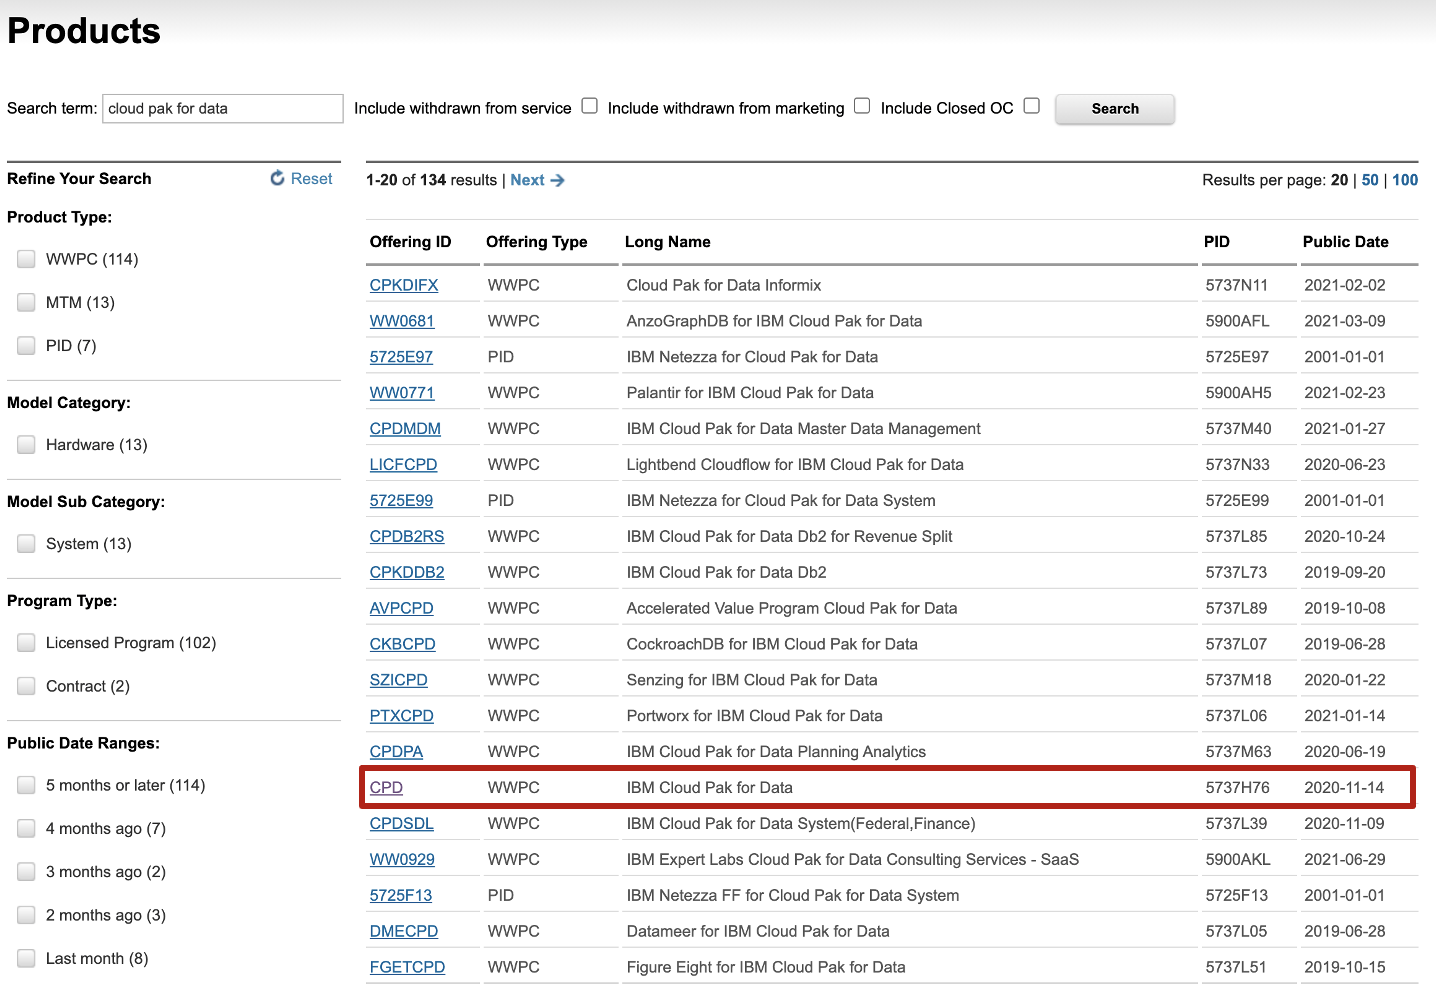 Products
Search term: cloud pak for data Include withdrawn from service Include withdrawn from marketing Include Closed OC Search
Refine Your Search Reset
Product Type:
WWPC (114)
MTM (13)
PID (7)
Model Category:
Hardware (13)
Model Sub Category:
System (13)
Program Type:
Licensed Program (102)
Contract (2)
Public Date Ranges:
5 months or later (114)
4 months ago (7)
3 months ago (2)
2 months ago (3)
Last month (8)
1-20 of 134 results | Next → Results per page: 20 | 50 | 100
Offering ID Offering Type Long Name PID Public Date
CPKDIFX WWPC Cloud Pak for Data Informix 5737N11 2021-02-02
WW0681 WWPC AnzoGraphDB for IBM Cloud Pak for Data 5900AFL 2021-03-09
5725E97 PID IBM Netezza for Cloud Pak for Data 5725E97 2001-01-01
WW0771 WWPC Palantir for IBM Cloud Pak for Data 5900AH5 2021-02-23
CPDMDM WWPC IBM Cloud Pak for Data Master Data Management 5737M40 2021-01-27
LICFCPD WWPC Lightbend Cloudflow for IBM Cloud Pak for Data 5737N33 2020-06-23
5725E99 PID IBM Netezza for Cloud Pak for Data System 5725E99 2001-01-01
CPDB2RS WWPC IBM Cloud Pak for Data Db2 for Revenue Split 5737L85 2020-10-24
CPKDDB2 WWPC IBM Cloud Pak for Data Db2 5737L73 2019-09-20
AVPCPD WWPC Accelerated Value Program Cloud Pak for Data 5737L89 2019-10-08
CKBCPD WWPC CockroachDB for IBM Cloud Pak for Data 5737L07 2019-06-28
SZICPD WWPC Senzing for IBM Cloud Pak for Data 5737M18 2020-01-22
PTXCPD WWPC Portworx for IBM Cloud Pak for Data 5737L06 2021-01-14
CPDPA WWPC IBM Cloud Pak for Data Planning Analytics 5737M63 2020-06-19
CPD WWPC IBM Cloud Pak for Data 5737H76 2020-11-14
CPDSDL WWPC IBM Cloud Pak for Data System(Federal,Finance) 5737L39 2020-11-09
WW0929 WWPC IBM Expert Labs Cloud Pak for Data Consulting Services - SaaS 5900AKL 2021-06-29
5725F13 PID IBM Netezza FF for Cloud Pak for Data System 5725F13 2001-01-01
DMECPD WWPC Datameer for IBM Cloud Pak for Data 5737L05 2019-06-28
FGETCPD WWPC Figure Eight for IBM Cloud Pak for Data 5737L51 2019-10-15